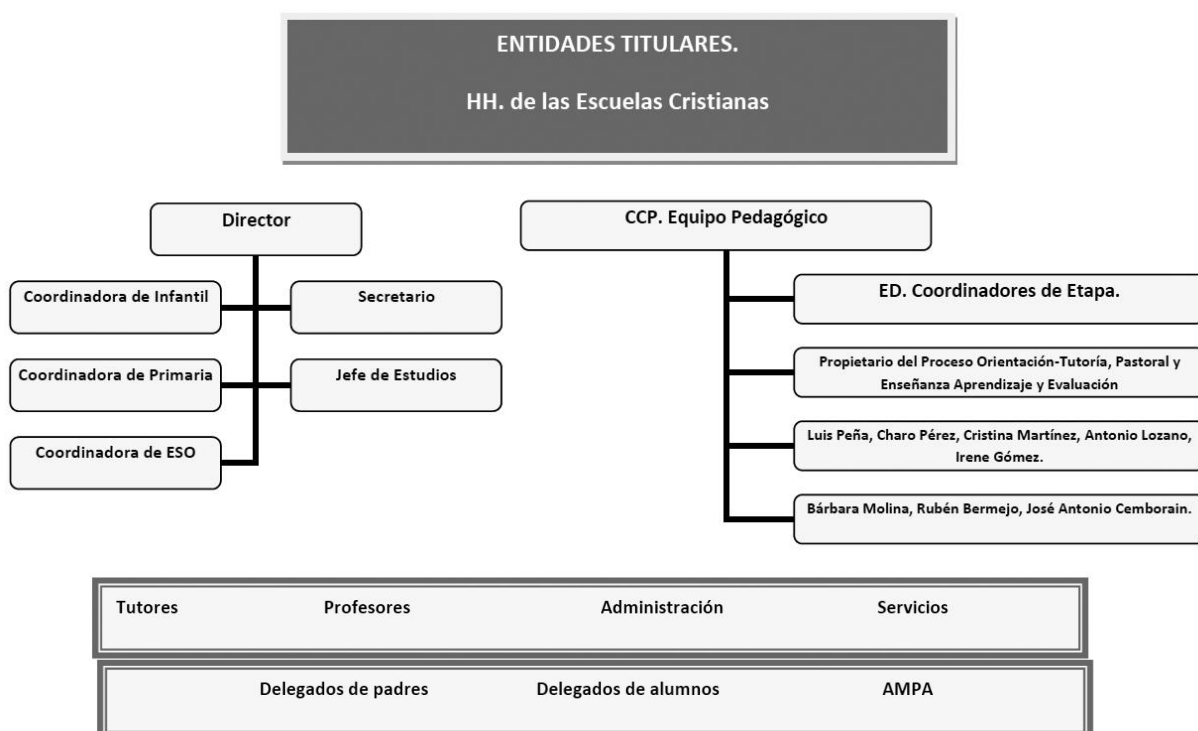 ENTIDADES TITULARES.
HH. de las Escuelas Cristianas
Director
Coordinadora de Infantil
Secretario
Coordinadora de Primaria
Jefe de Estudios
Coordinadora de ESO
CCP. Equipo Pedagógico
ED. Coordinadores de Etapa.
Propietario del Proceso Orientación-Tutoría, Pastoral y
Enseñanza Aprendizaje y Evaluación
Luis Peña, Charo Pérez, Cristina Martínez, Antonio Lozano,
Irene Gómez.
Bárbara Molina, Rubén Bermejo, José Antonio Cemborain.
Tutores Profesores Administración Servicios
Delegados de padres Delegados de alumnos AMPA